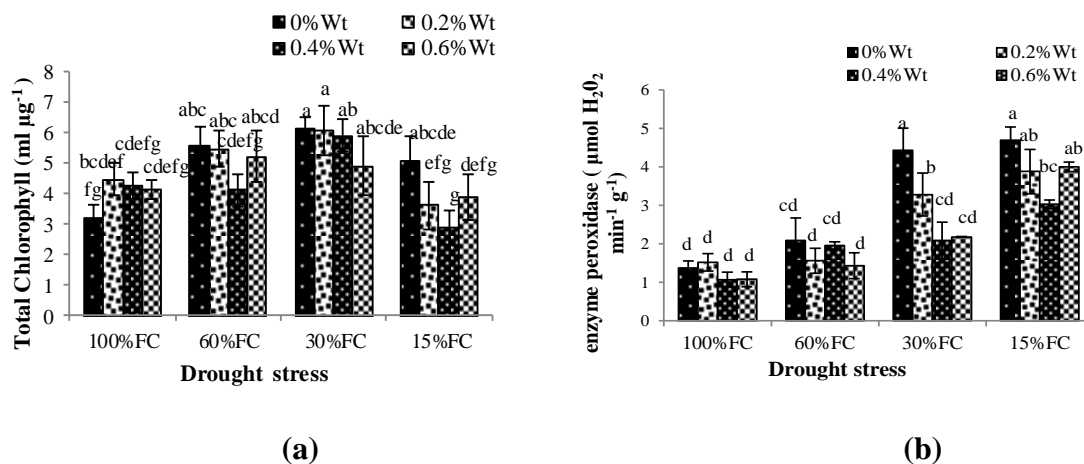 0%Wt 0.2%Wt
0.4%Wt 0.6%Wt
Total Chlorophyll (ml µg-1 )
8
7
6
5
4
3
2
1
0
fg bcdef cdefg cdefg
abc abc cdefg abcd
a a ab abcde
abcde efg g defg
100%FC 60%FC 30%FC 15%FC
Drought stress
(a)
0%Wt 0.2%Wt
0.4%Wt 0.6%Wt
enzyme peroxidase ( µmol H202
min-1 g-1)
6
5
4
3
2
1
0
d d d d
cd d cd d
a b cd cd
a ab bc ab
100%FC 60%FC 30%FC 15%FC
Drought stress
(b)